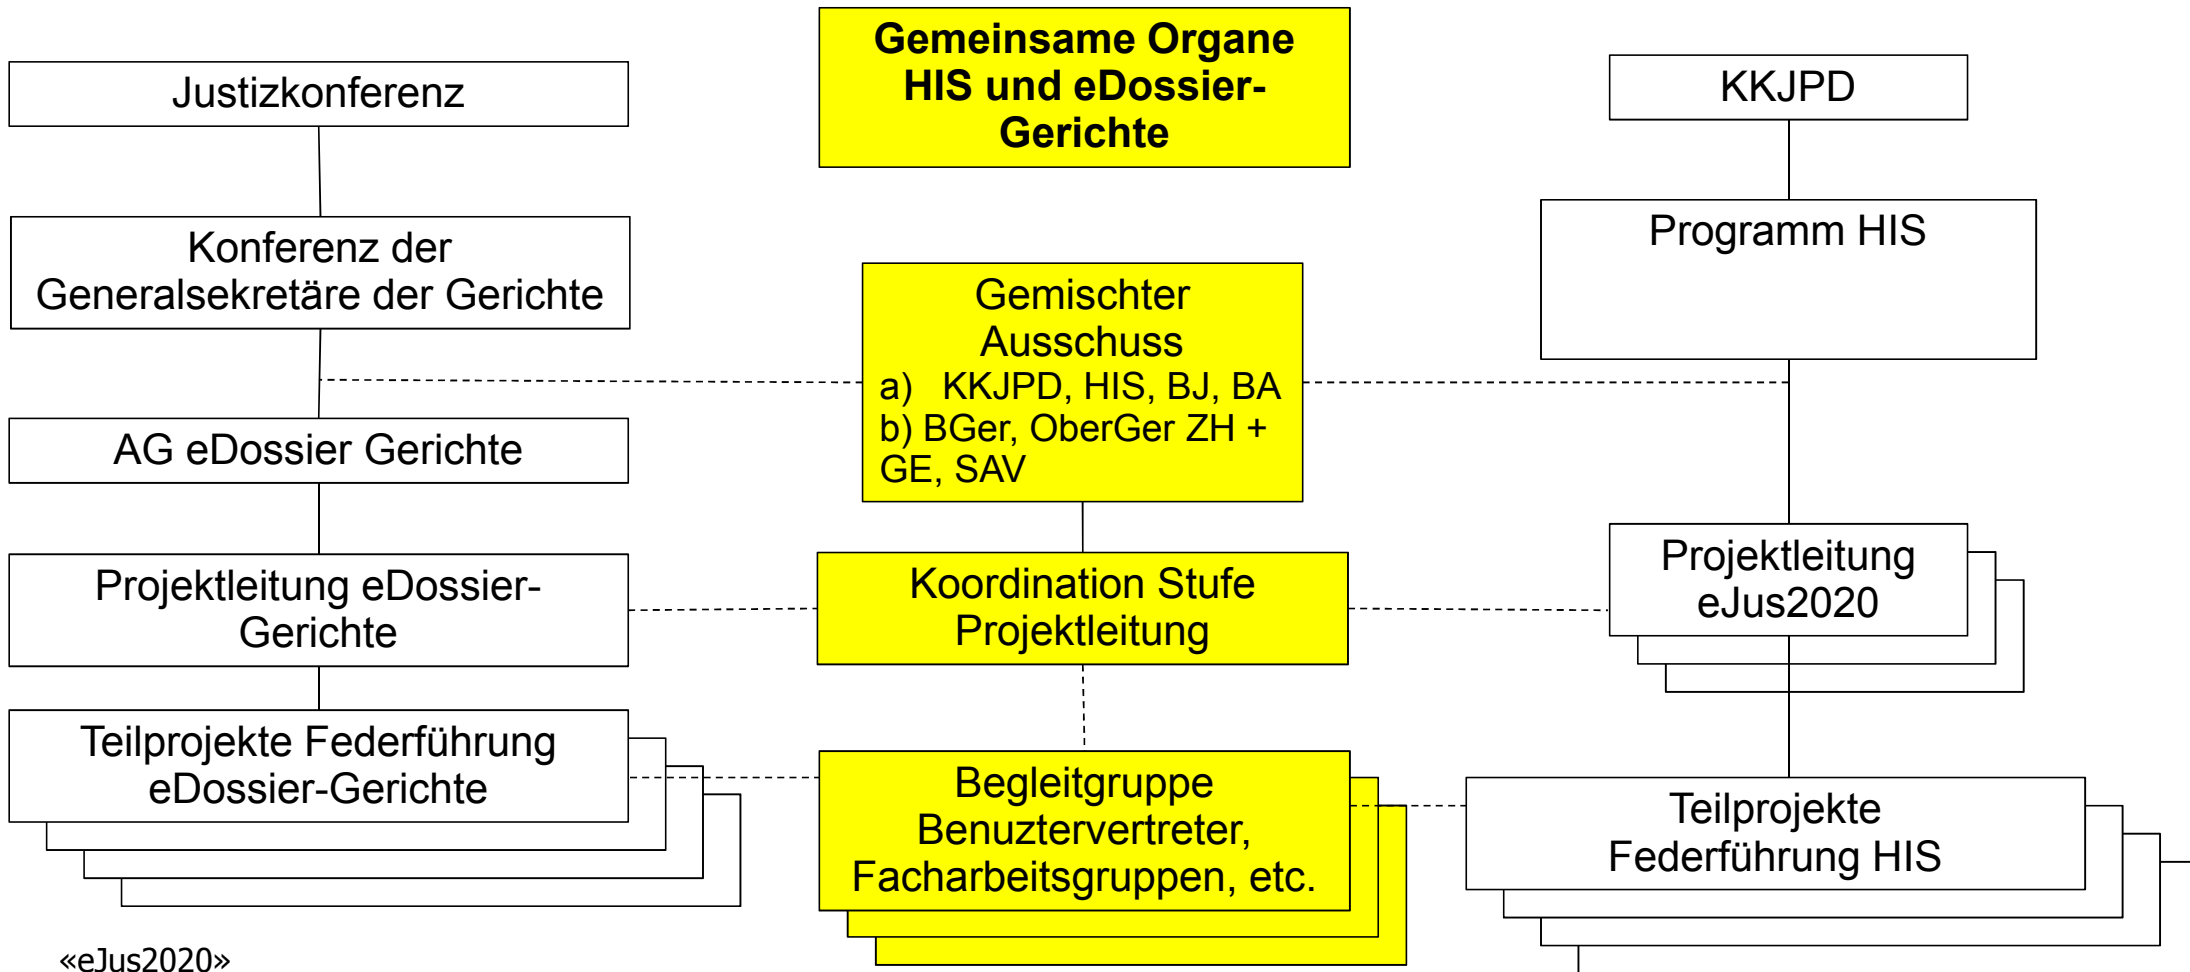 Gemeinsame Organe
HIS und eDossier-
Gerichte
Justizkonferenz
KKJPD
Konferenz der
Generalsekretäre der Gerichte
Programm HIS
Gemischter
Ausschuss
a) KKJPD, HIS, BJ, BA
b) BGer, OberGer ZH +
GE, SAV
AG eDossier Gerichte
Projektleitung eDossier-
Gerichte
Koordination Stufe
Projektleitung
Projektleitung
eJus2020
Teilprojekte Federführung
eDossier-Gerichte
Begleitgruppe
Benuztervertreter,
Facharbeitsgruppen, etc.
Teilprojekte
Federführung HIS
«eJus2020»